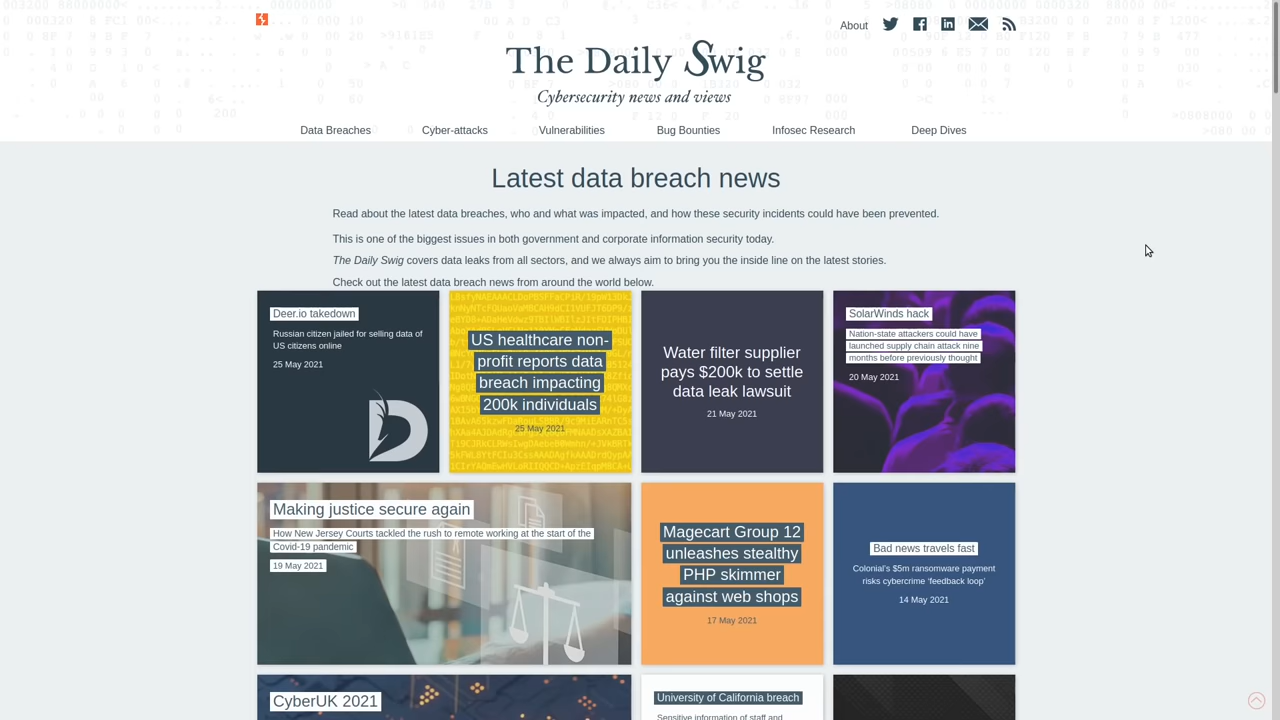 About
The Daily Swig
Cybersecurity news and views
Data Breaches
Cyber-attacks
Vulnerabilities
Bug Bounties
Infosec Research
Deep Dives
Latest data breach news
Read about the latest data breaches, who and what was impacted, and how these security incidents could have been prevented.
This is one of the biggest issues in both government and corporate information security today.
The Daily Swig covers data leaks from all sectors, and we always aim to bring you the inside line on the latest stories.
Check out the latest data breach news from around the world below.
Deer.io takedown
Russian citizen jailed for selling data of
US citizens online
25 May 2021
US healthcare non-
profit reports data
breach impacting
200k individuals
25 May 2021
Water filter supplier
pays $200k to settle
data leak lawsuit
21 May 2021
SolarWinds hack
Nation-state attackers could have
launched supply chain attack nine
months before previously thought
20 May 2021
Making justice secure again
How New Jersey Courts tackled the rush to remote working at the start of the
Covid-19 pandemic
19 May 2021
Magecart Group 12
unleashes stealthy
PHP skimmer
against web shops
17 May 2021
Bad news travels fast
Colonial's $5m ransomware payment
risks cybercrime 'feedback loop'
14 May 2021
CyberUK 2021
University of California breach
Sensitive information of staff and